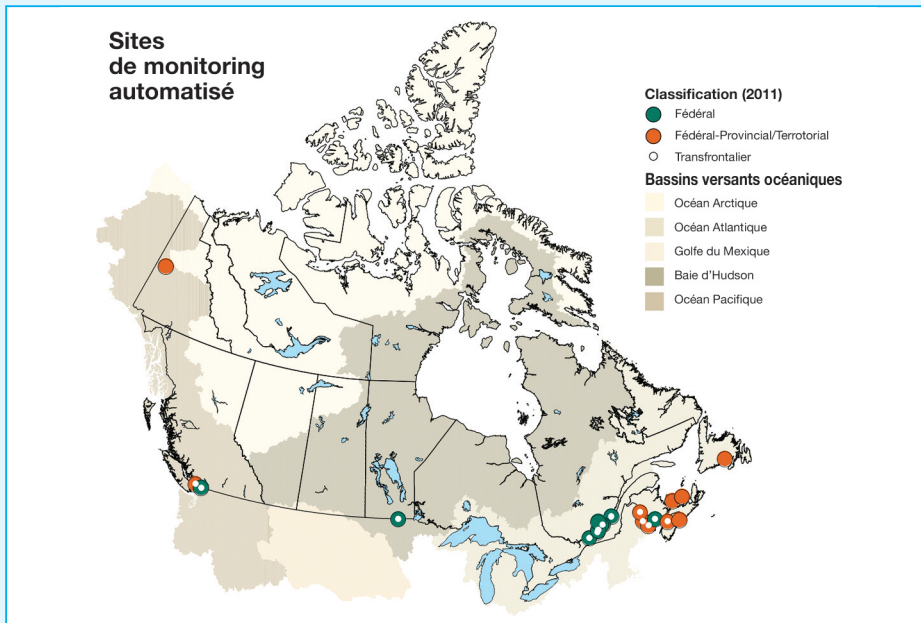 Sites
de monitoring
automatisé
Classification (2011)
Fédéral
Fédéral-Provincial/Terrotorial
Transfrontalier
Bassins versants océaniques
Océan Arctique
Océan Atlantique
Golfe du Mexique
Baie d'Hudson
Océan Pacifique